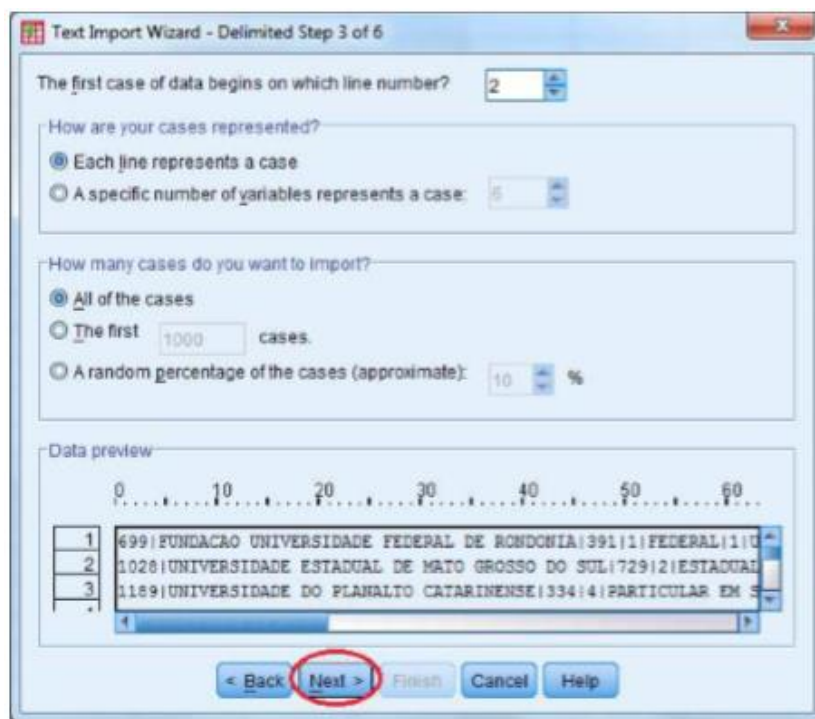 Text Import Wizard - Delimited Step 3 of 6
The first case of data begins on which line number? 2
How are your cases represented?
Each line represents a case
A specific number of variables represents a case: 6
How many cases do you want to import?
All of the cases
The first 1000 cases.
A random percentage of the cases (approximate): 10 %
Data preview
0 10 20 30 40 50 60
1 699|FUNDACAO UNIVERSIDADE FEDERAL DE RONDONIA|391|1|FEDERAL|1|U
2 1028|UNIVERSIDADE ESTADUAL DE MATO GROSSO DO SUL|729|2|ESTADUAL
3 1189|UNIVERSIDADE DO PLANALTO CATARINENSE|334|4|PARTICULAR EM S
< Back Next > Finish Cancel Help